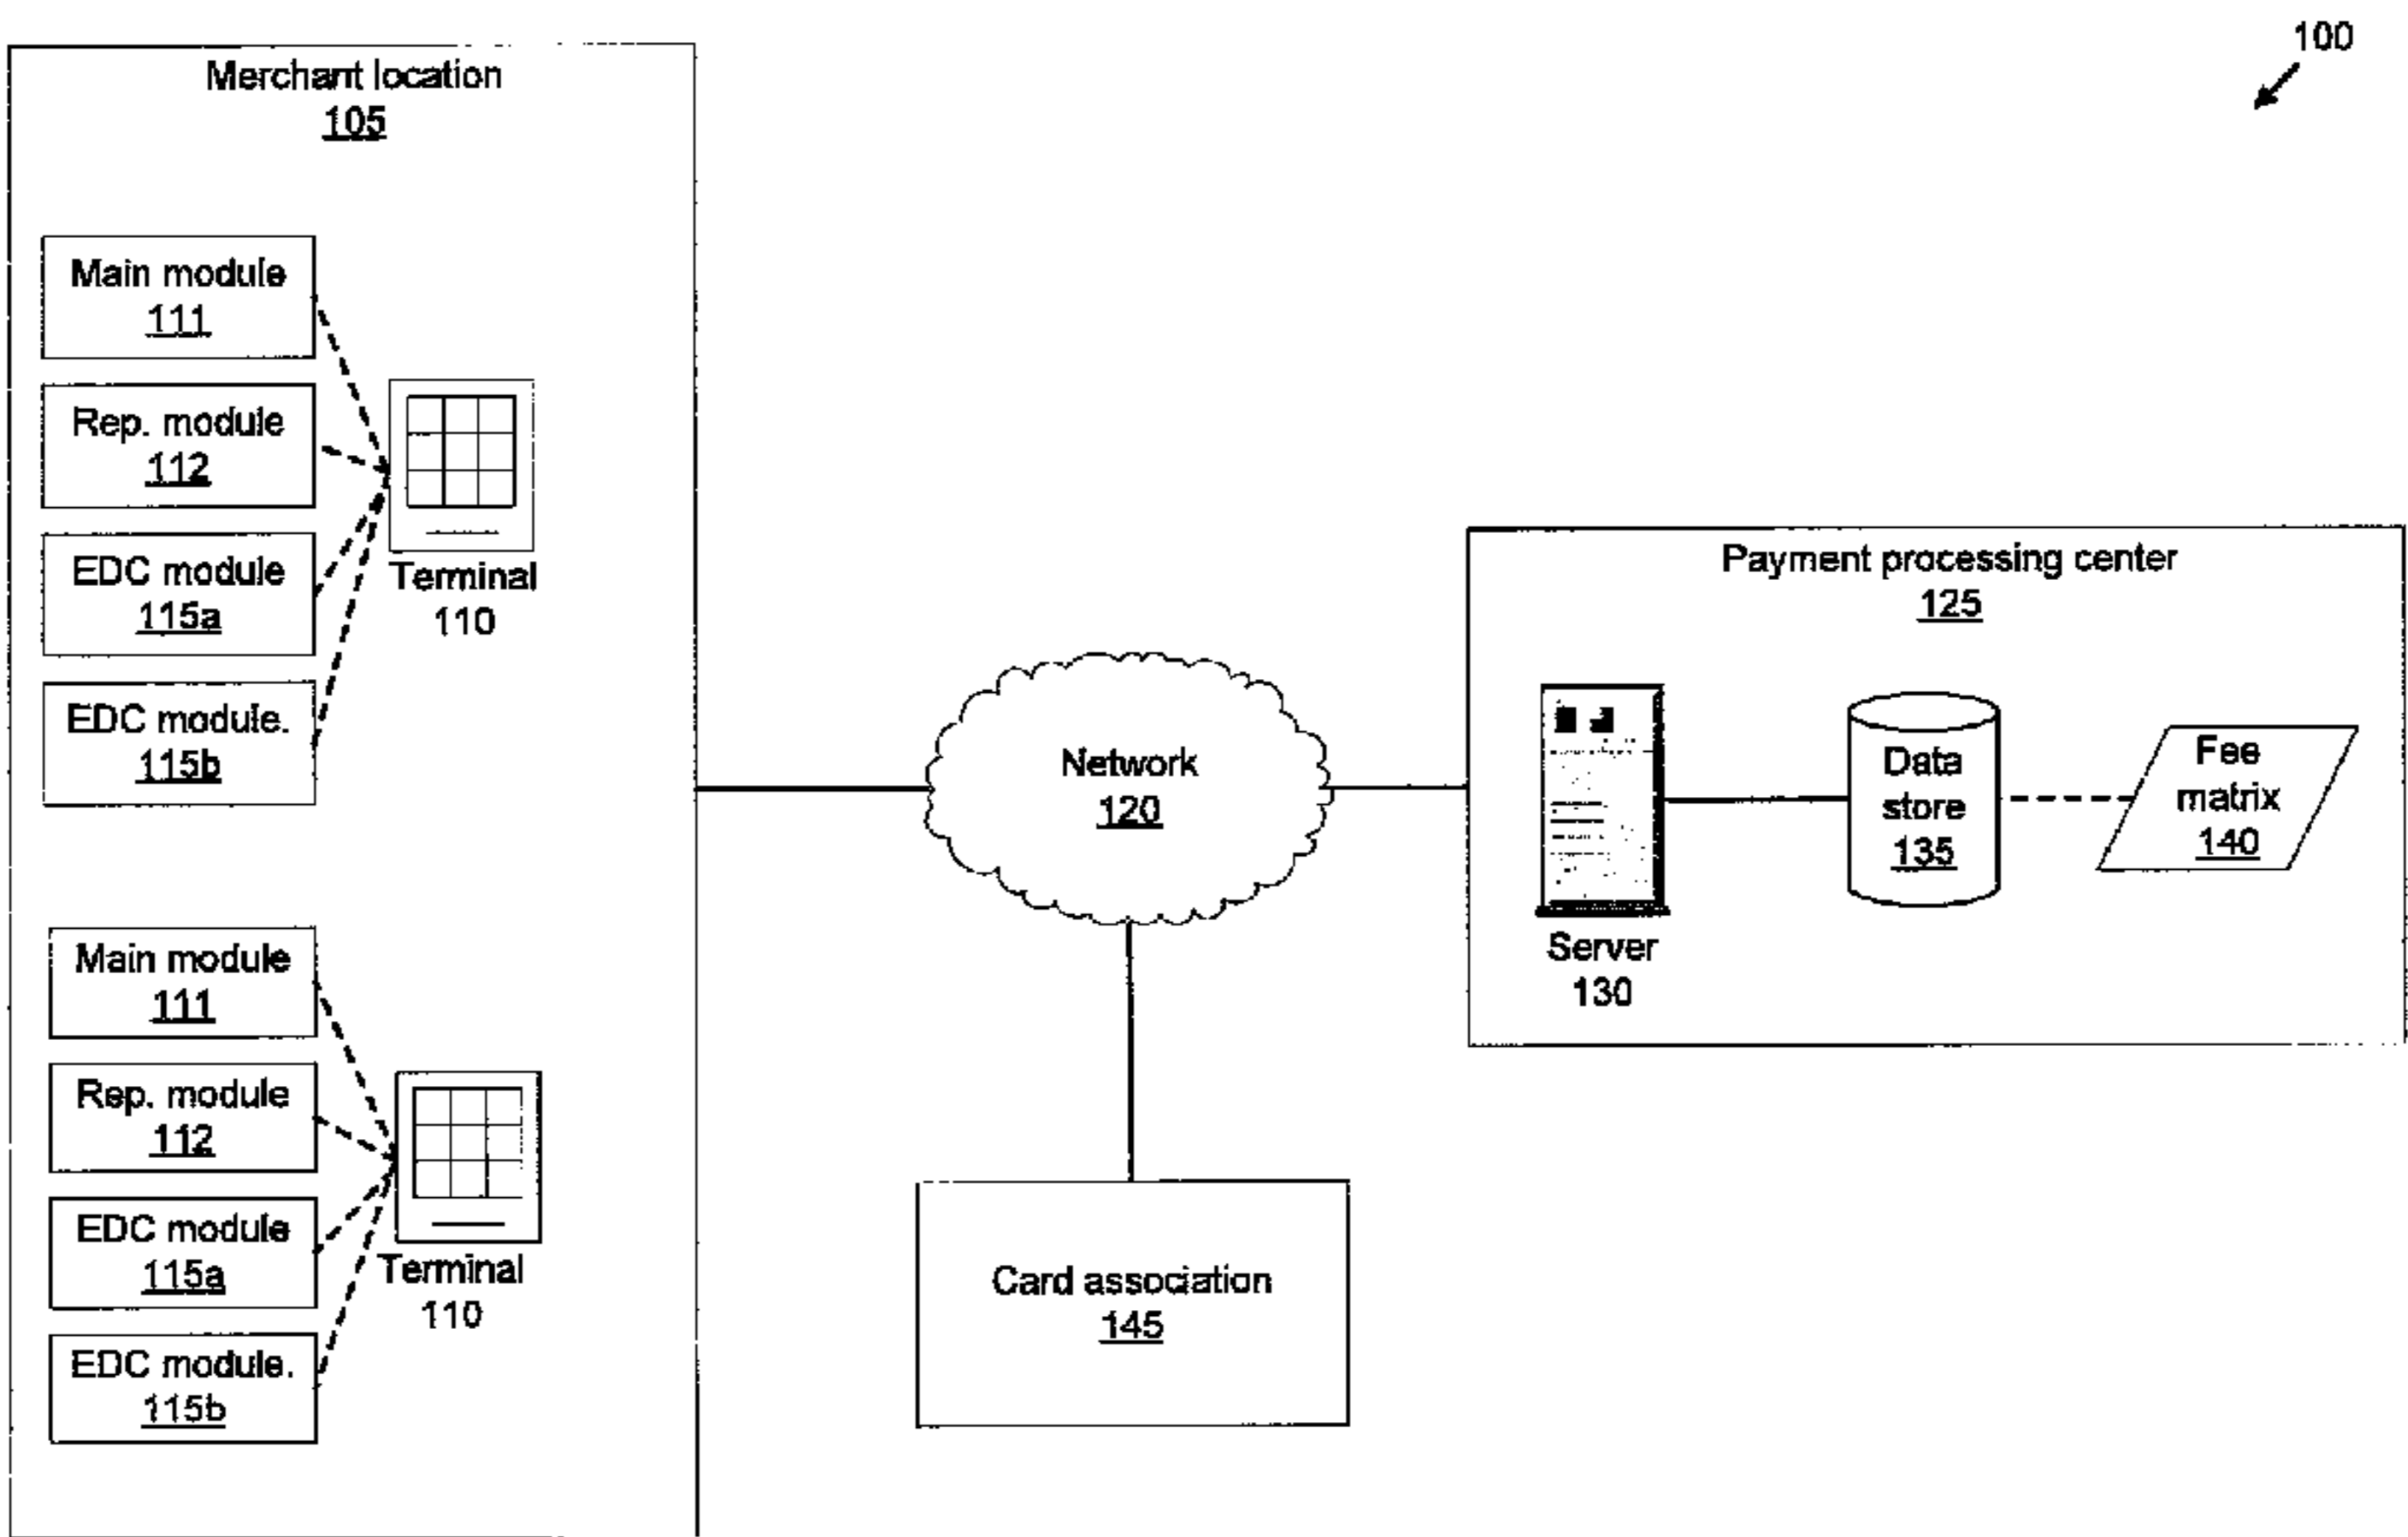 100
Merchant location
105
Main module
111
Rep. module
112
EDC module
115a
EDC module.
115b
Terminal
110
Main module
111
Rep. module
112
EDC module
115a
EDC module.
115b
Terminal
110
Network
120
Payment processing center
125
Server
130
Data
store
135
Fee
matrix
140
Card association
145